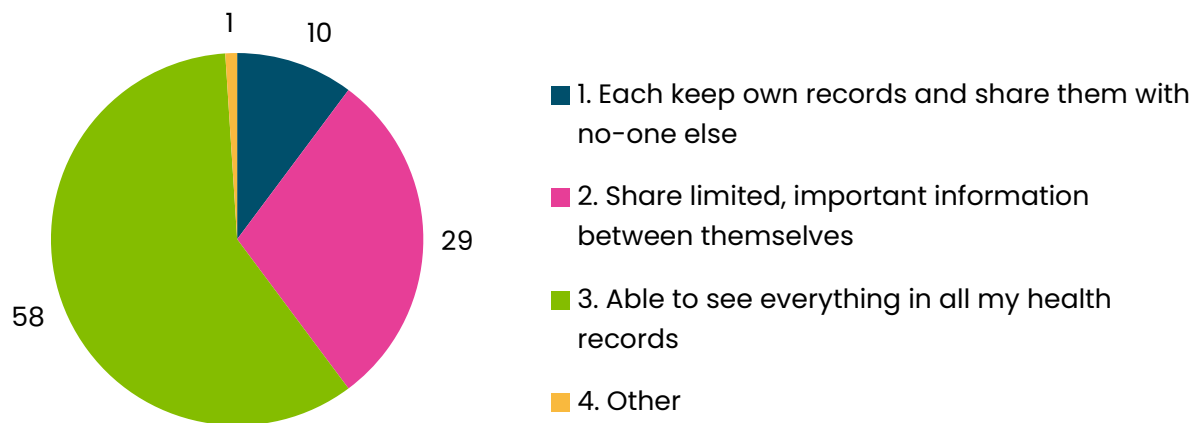 1
10
29
58
1. Each keep own records and share them with
no-one else
2. Share limited, important information
between themselves
3. Able to see everything in all my health
records
4. Other